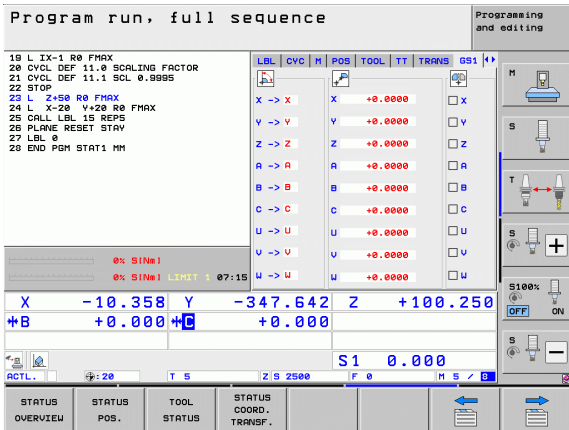 Program run, full sequence
Programming
and editing
19 L IX-1 R0 FMAX
20 CYCL DEF 11.0 SCALING FACTOR
21 CYCL DEF 11.1 SCL 0.9995
22 STOP
23 L Z+50 R0 FMAX
24 L X-20 Y+20 R0 FMAX
25 CALL LBL 15 REP5
26 PLANE RESET STAY
27 LBL 0
28 END PGM STAT1 MM
LBL CYC M POS TOOL TT TRANS GS1
X -> X X +0.0000 X
Y -> Y Y +0.0000 Y
Z -> Z Z +0.0000 Z
A -> A A +0.0000 A
B -> B B +0.0000 B
C -> C C +0.0000 C
U -> U U +0.0000 U
V -> V V +0.0000 V
W -> W W +0.0000 W
0% S[Nm]
0% S[Nm] LIMIT 1 07:15
X -10.358 Y -347.642 Z +100.250
B +0.000 C +0.000
S1 0.000
ACTL. :20 T 5 Z S 2500 F 0 M 5 / 8
M
S
T
S
S100%
OFF ON
S
STATUS
OVERVIEW
STATUS
POS.
TOOL
STATUS
STATUS
COORD.
TRANSF.